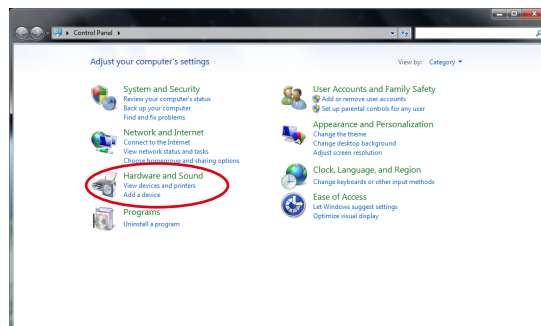 Control Panel
Adjust your computer's settings
View by: Category
System and Security
Review your computer's status
Back up your computer
Find and fix problems
Network and Internet
Connect to the Internet
View network status and tasks
Choose homegroup and sharing options
Hardware and Sound
View devices and printers
Add a device
Programs
Uninstall a program
User Accounts and Family Safety
Add or remove user accounts
Set up parental controls for any user
Appearance and Personalization
Change the theme
Change desktop background
Adjust screen resolution
Clock, Language, and Region
Change keyboards or other input methods
Ease of Access
Let Windows suggest settings
Optimize visual display